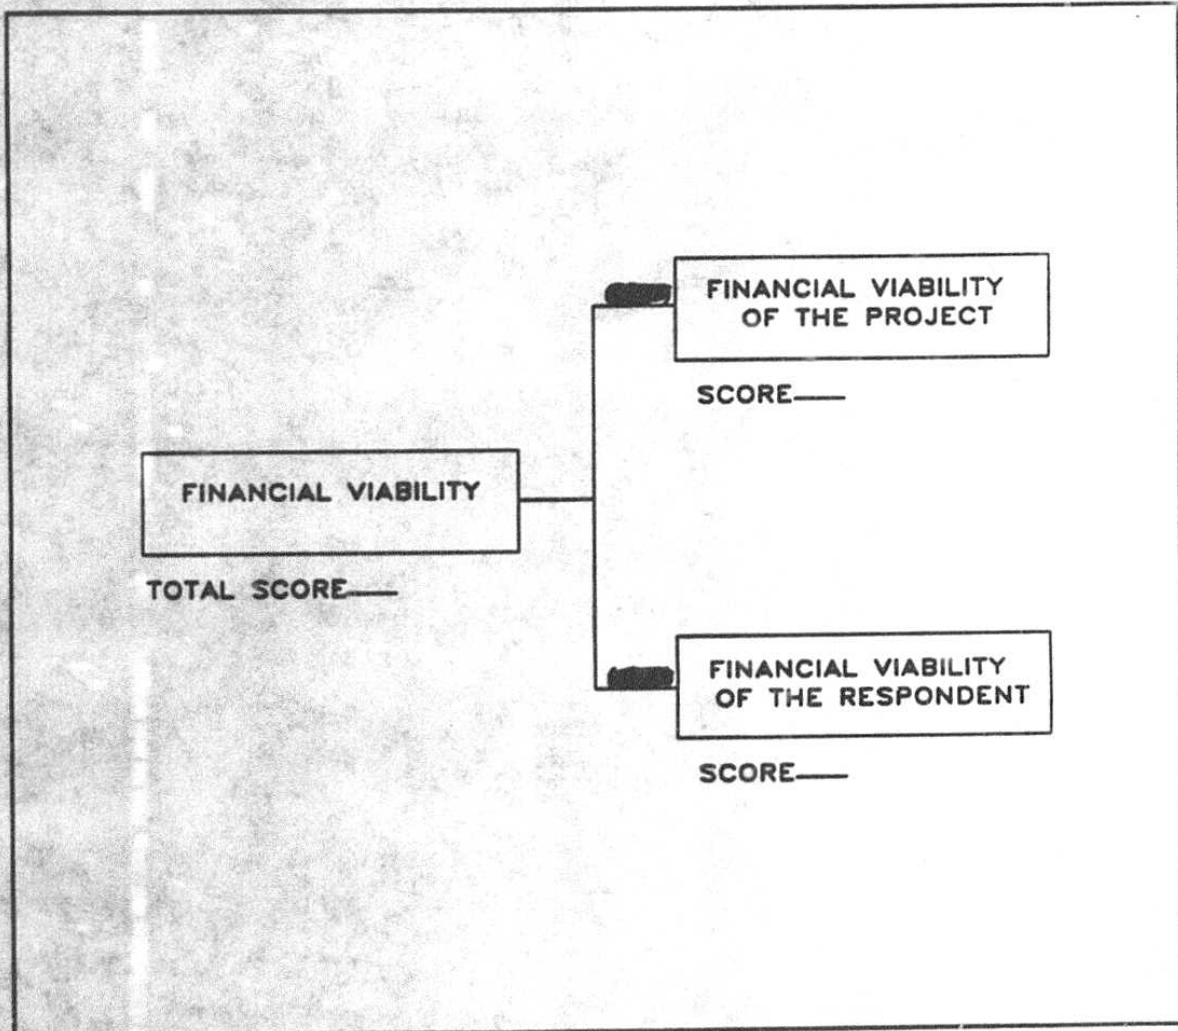 FINANCIAL VIABILITY
OF THE PROJECT
SCORE
FINANCIAL VIABILITY
TOTAL SCORE
FINANCIAL VIABILITY
OF THE RESPONDENT
SCORE